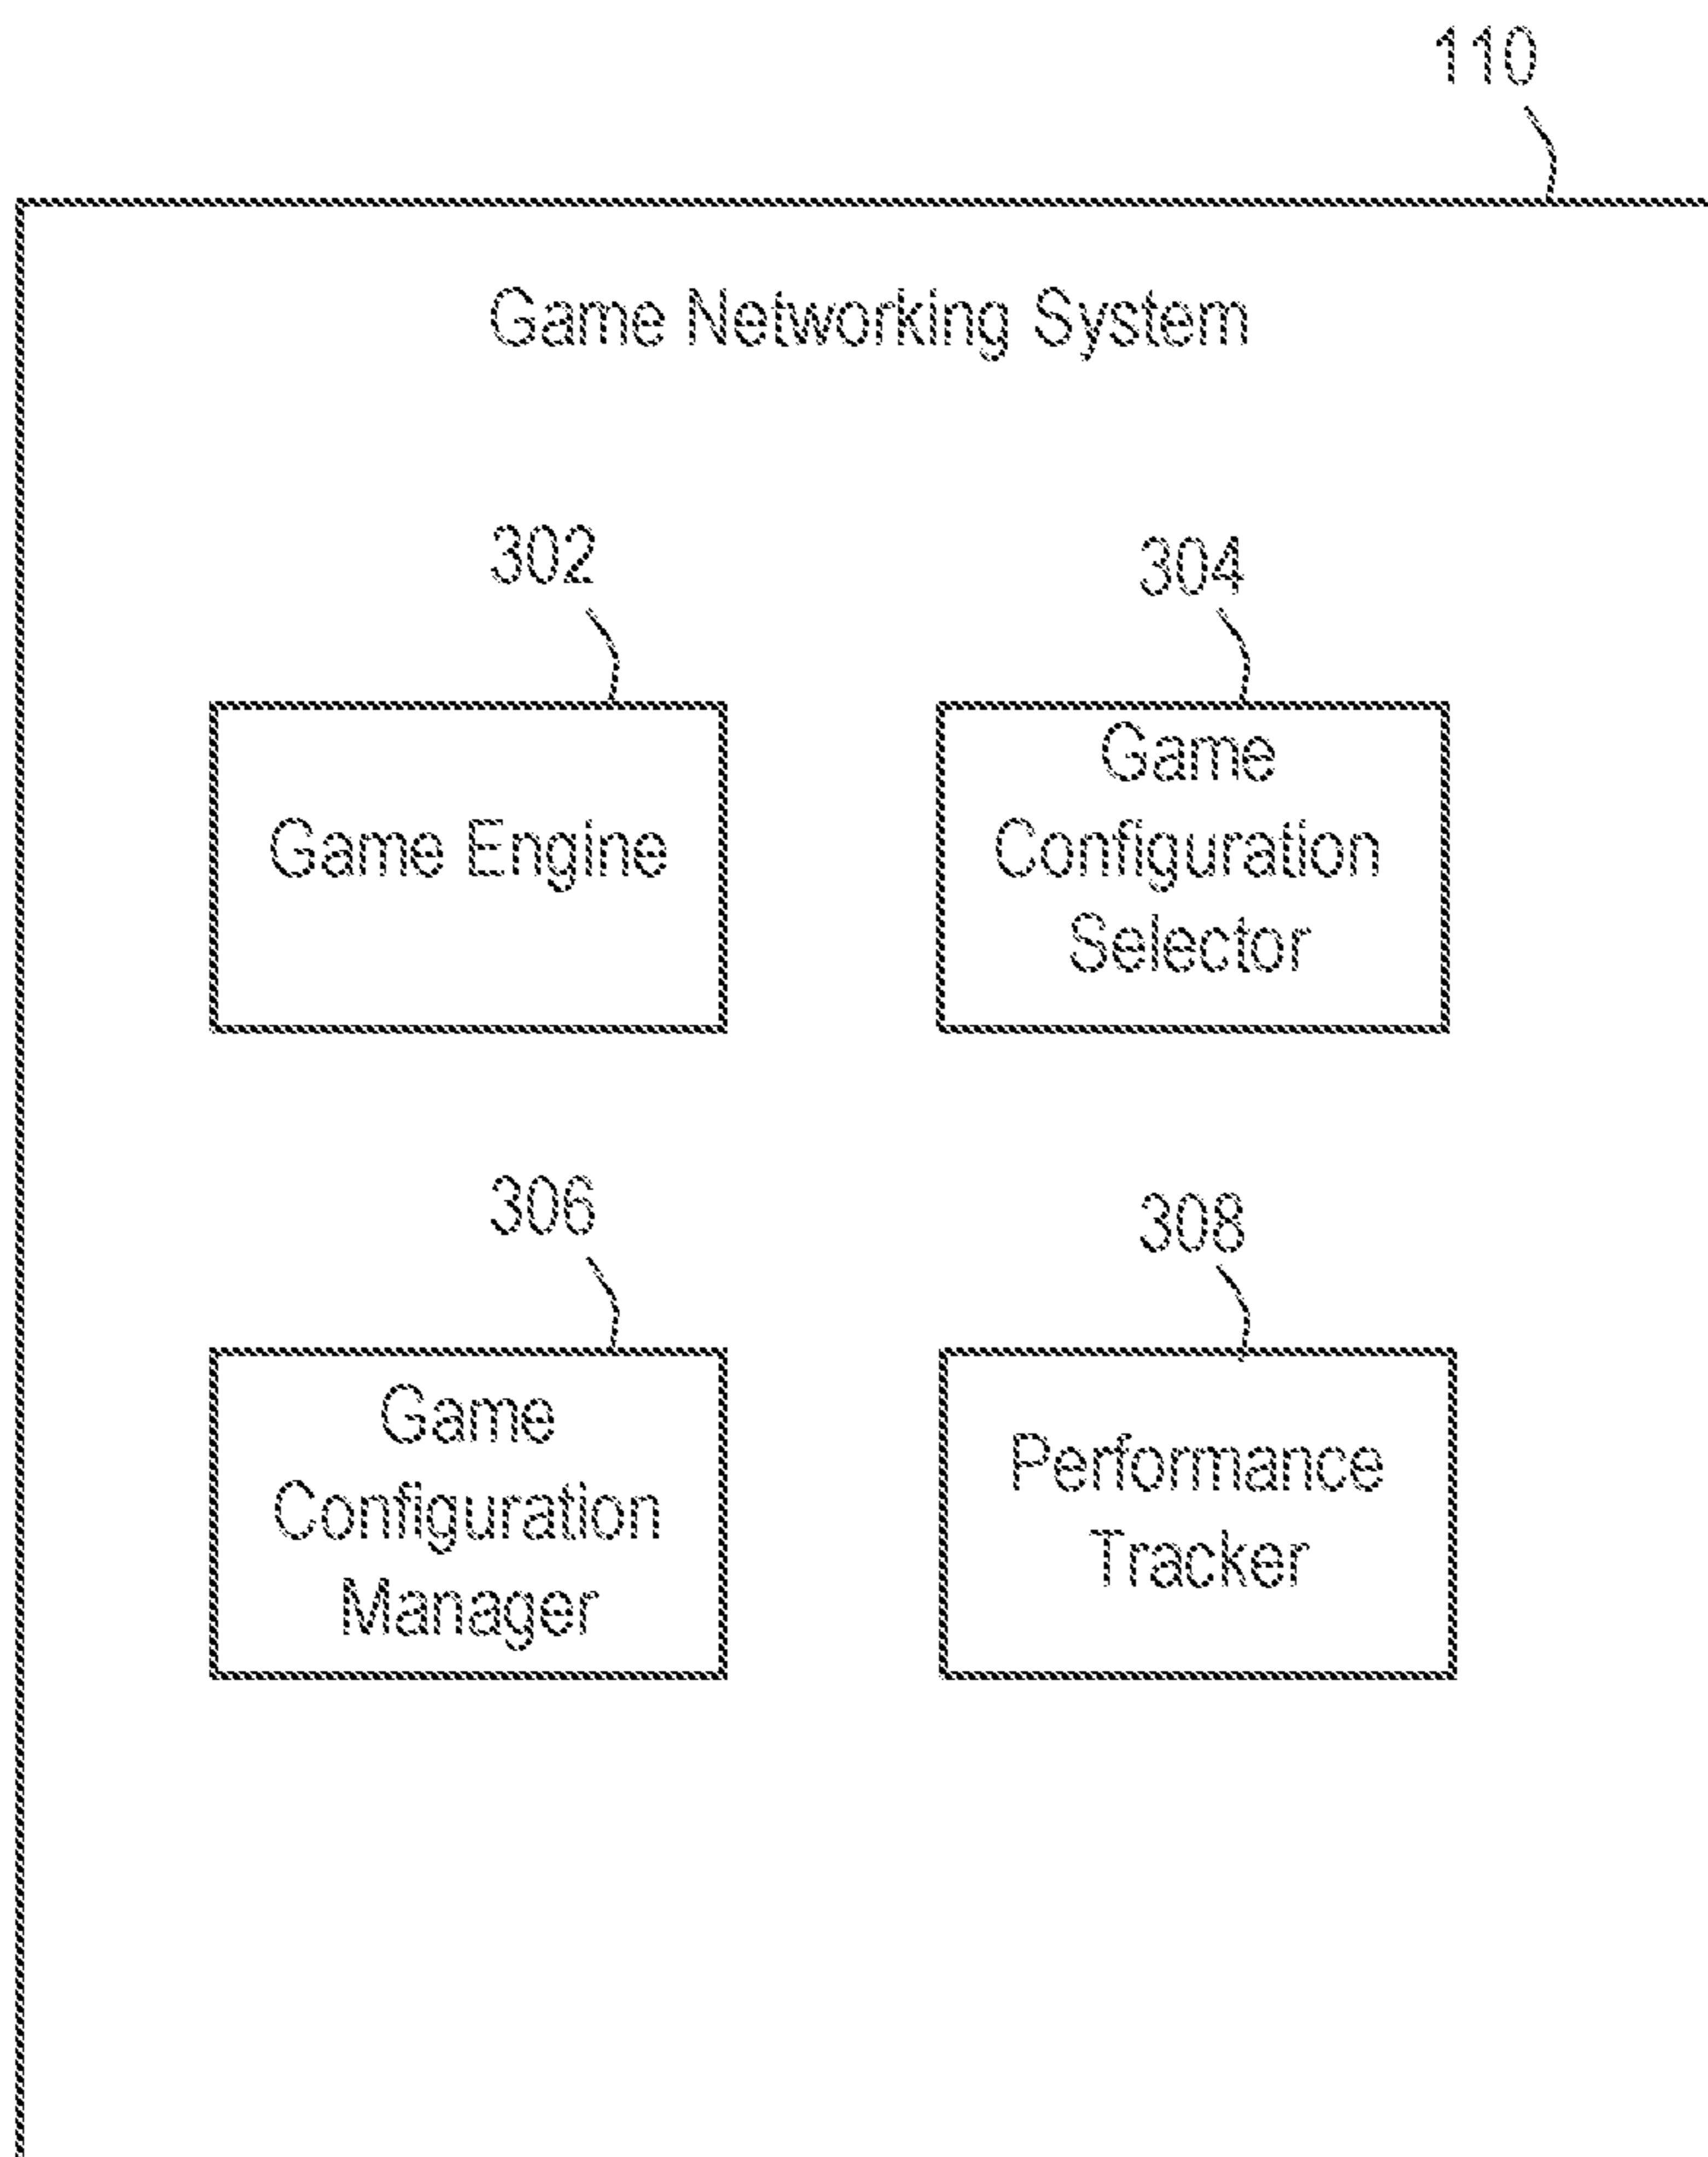 110
Game Networking System
302
304
Game Engine
Game
Configuration
Selector
306
308
Game
Configuration
Manager
Performance
Tracker